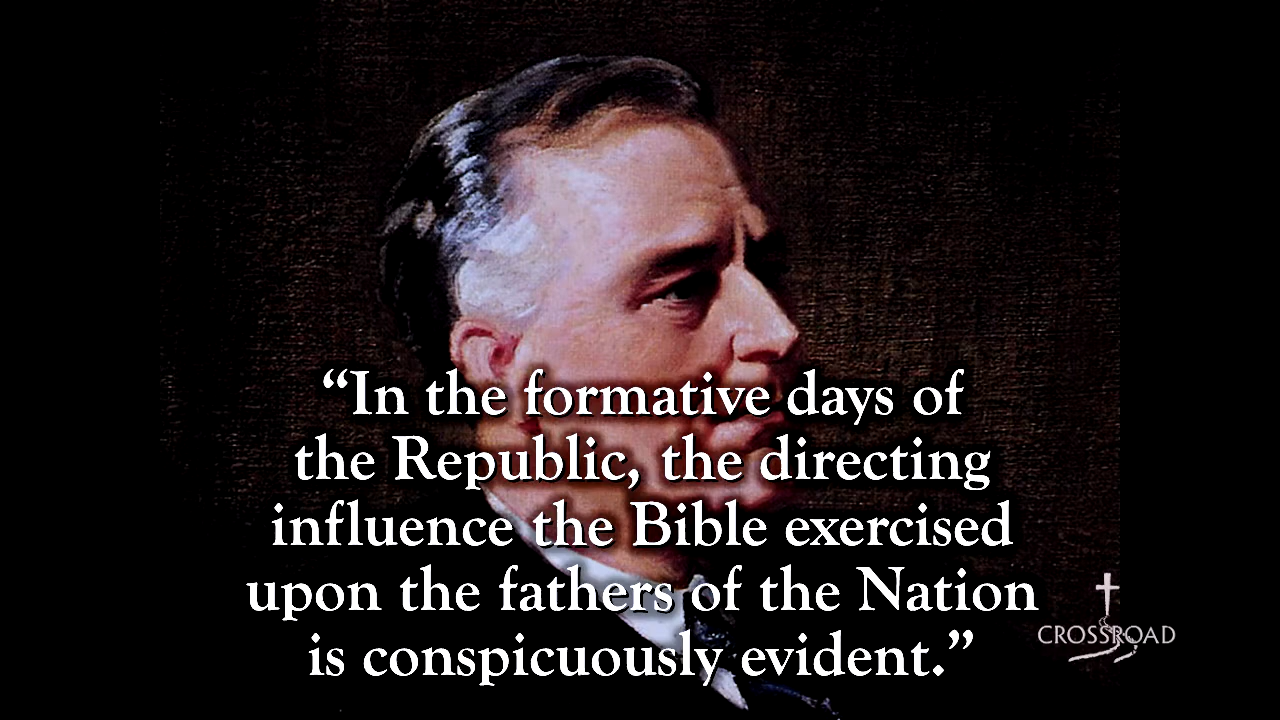 “In the formative days of
the Republic, the directing
influence the Bible exercised
upon the fathers of the Nation
is conspicuously evident.”
CROSSROAD